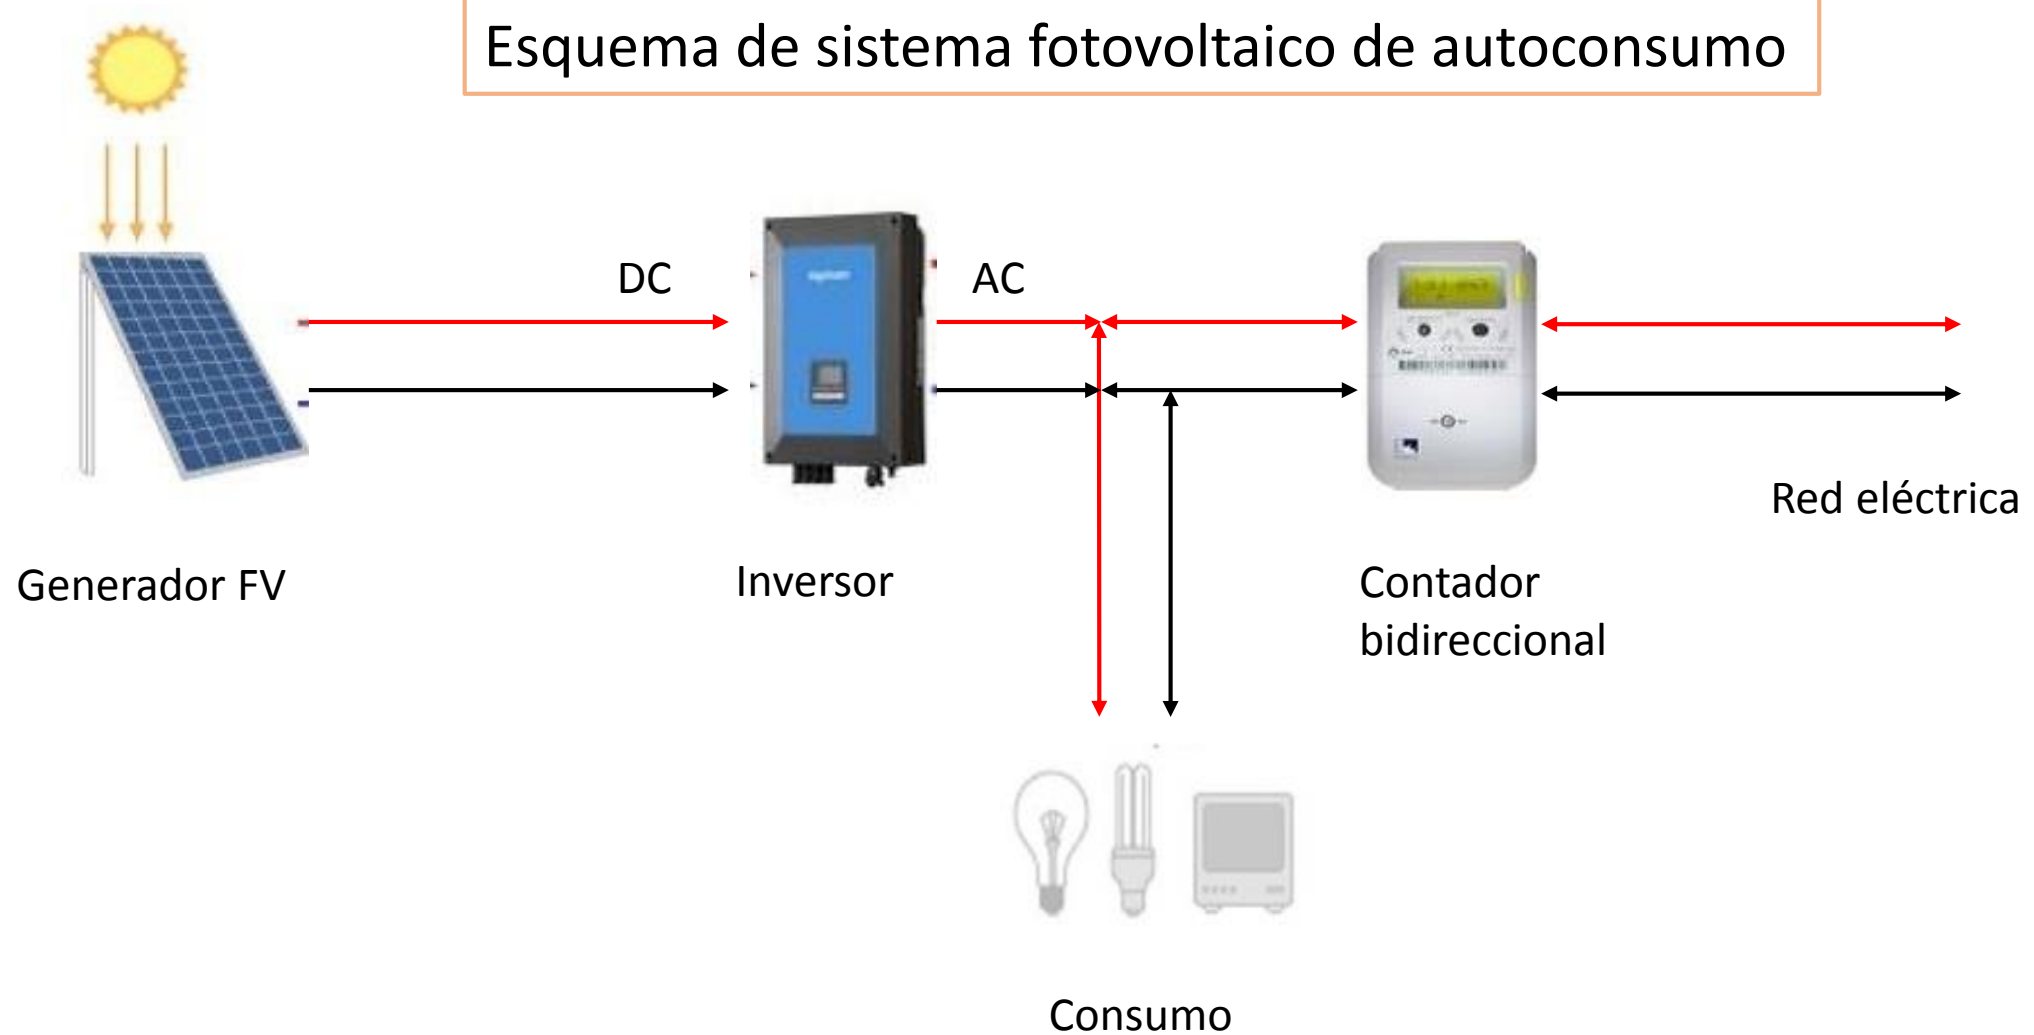 Esquema de sistema fotovoltaico de autoconsumo
DC
AC
Generador FV
Inversor
Contador
bidireccional
Red eléctrica
Consumo